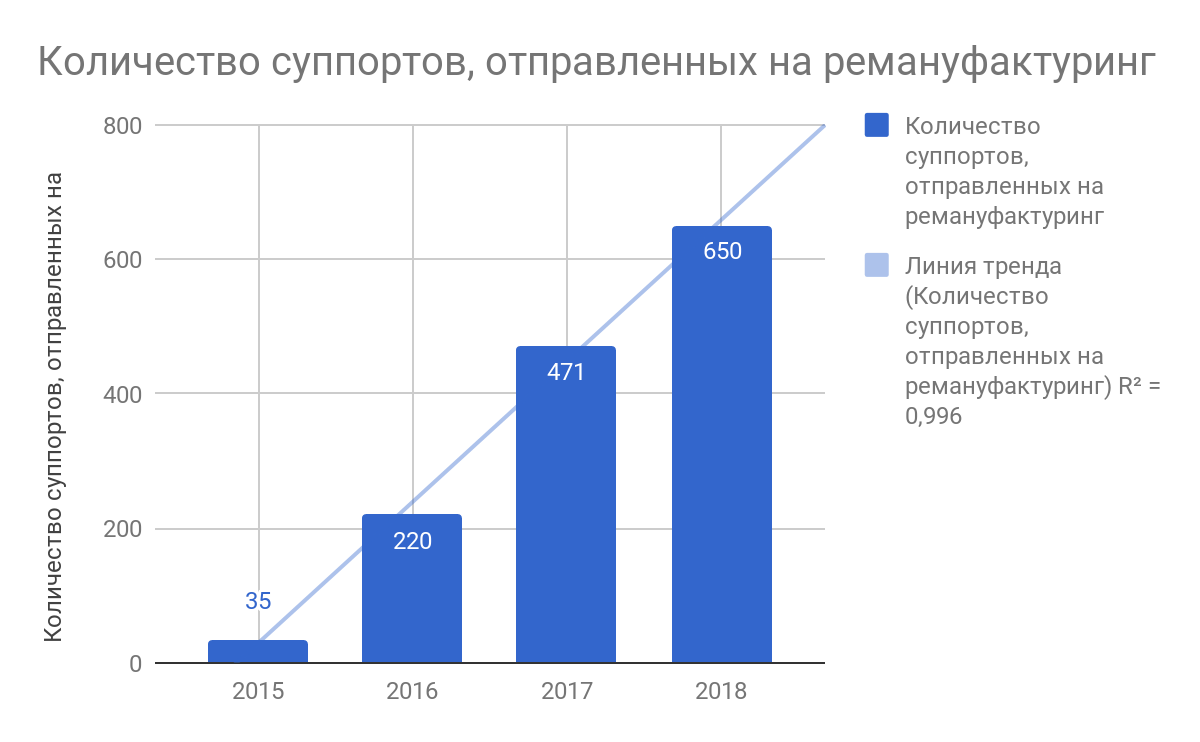 Количество суппортов, отправленных на ремануфактуринг
Количество суппортов, отправленных на
800
600
400
200
0
35
220
471
650
2015
2016
2017
2018
Количество
суппортов,
отправленных на
ремануфактуринг
Линия тренда
(Количество
суппортов,
отправленных на
ремануфактуринг) R² =
0,996